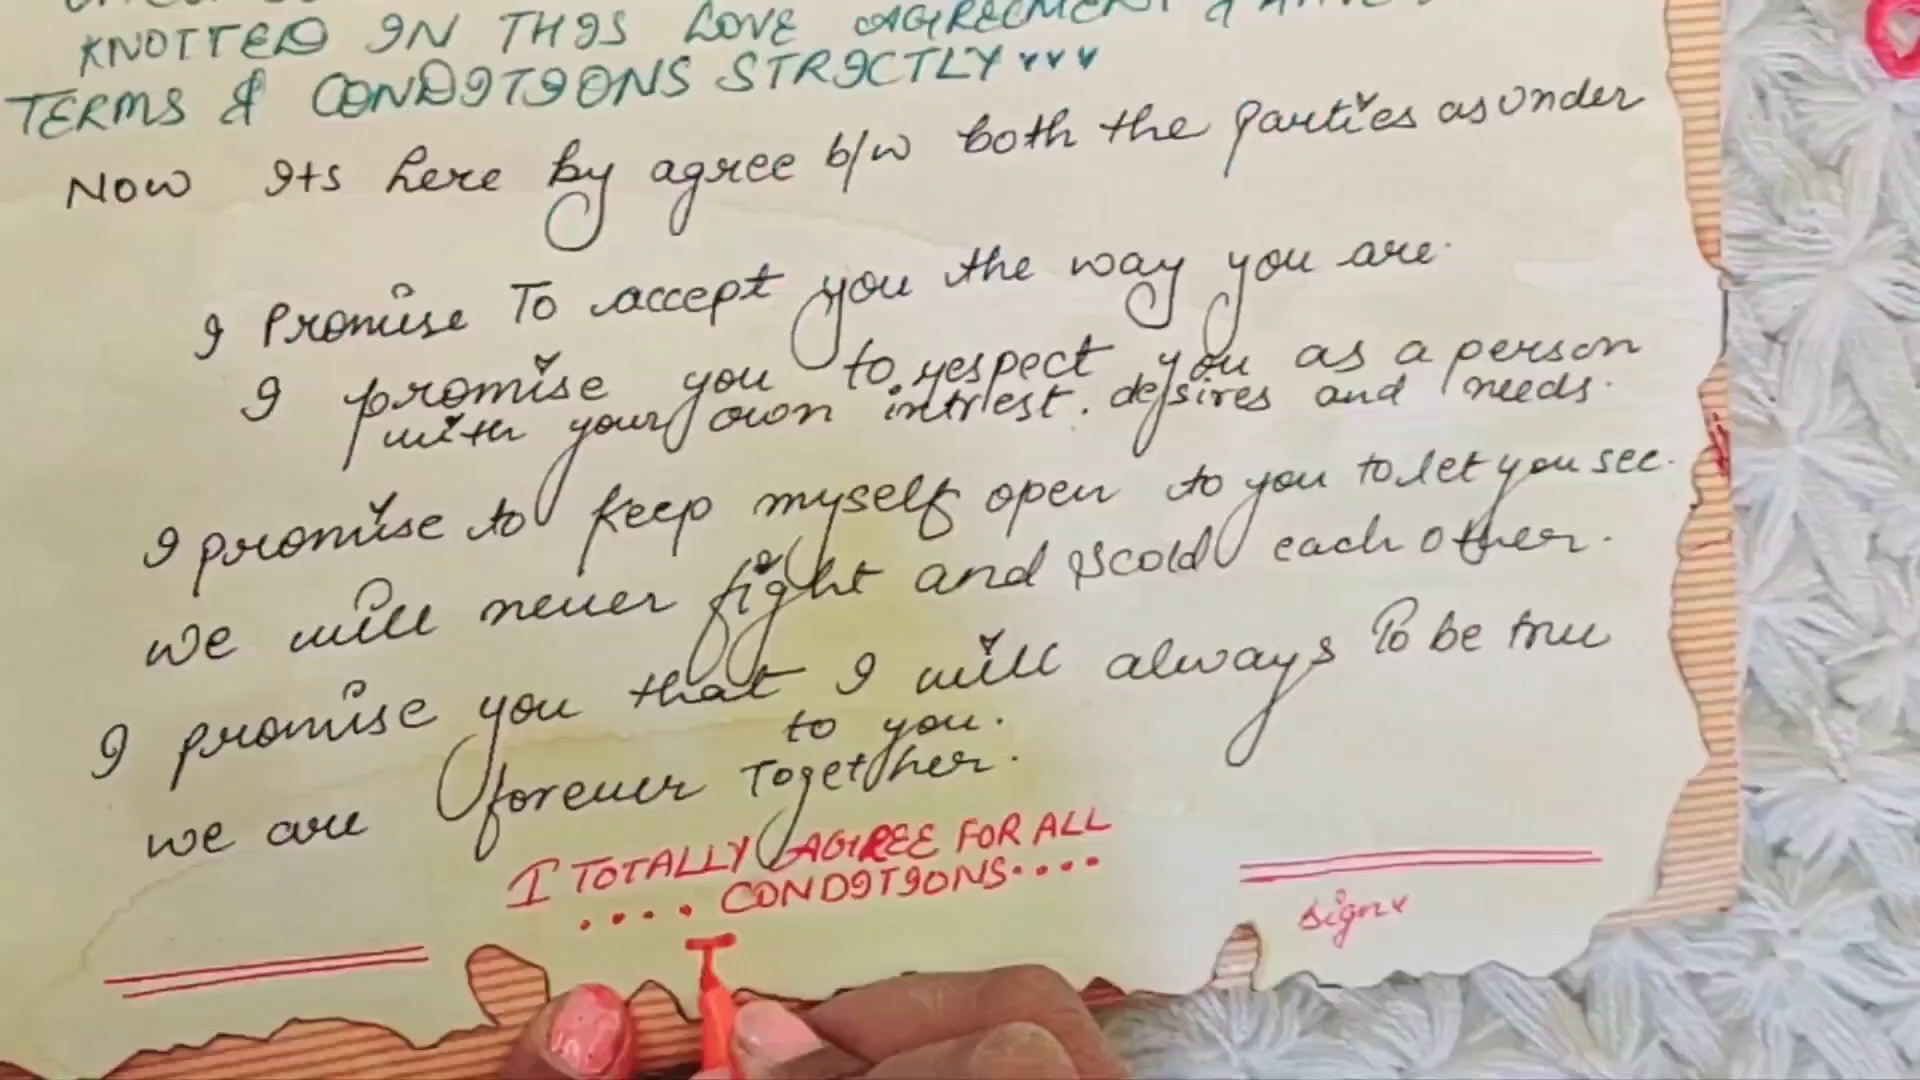 KNOTTED IN THIS LOVE AGREEMENT &
TERMS & CONDITIONS STRICTLY
Now Its here by agree b/w both the parties as under
I Promise To accept you the way you are.
I promise you to respect you as a person
with your own intrest. desires and needs.
I promise to keep myself open to you to let you see.
we will never fight and scold each other.
I promise you that I will always To be true
to you.
we are forever Together.
I TOTALLY AGREE FOR ALL
.... CONDITIONS....
sign